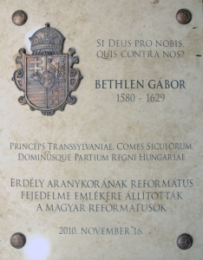 SI DEUS PRO NOBIS,
QUIS CONTRA NOS?
BETHLEN GÁBOR
1580 - 1629
PRINCEPS TRANSSYLVANIAE, COMES SICULORUM,
DOMINUSQUE PARTIUM REGNI HUNGARIAE
ERDÉLY ARANYKORÁNAK REFORMÁTUS
FEJEDELME EMLÉKÉRE ÁLLÍTOTTÁK
A MAGYAR REFORMÁTUSOK
2010. NOVEMBER 16.